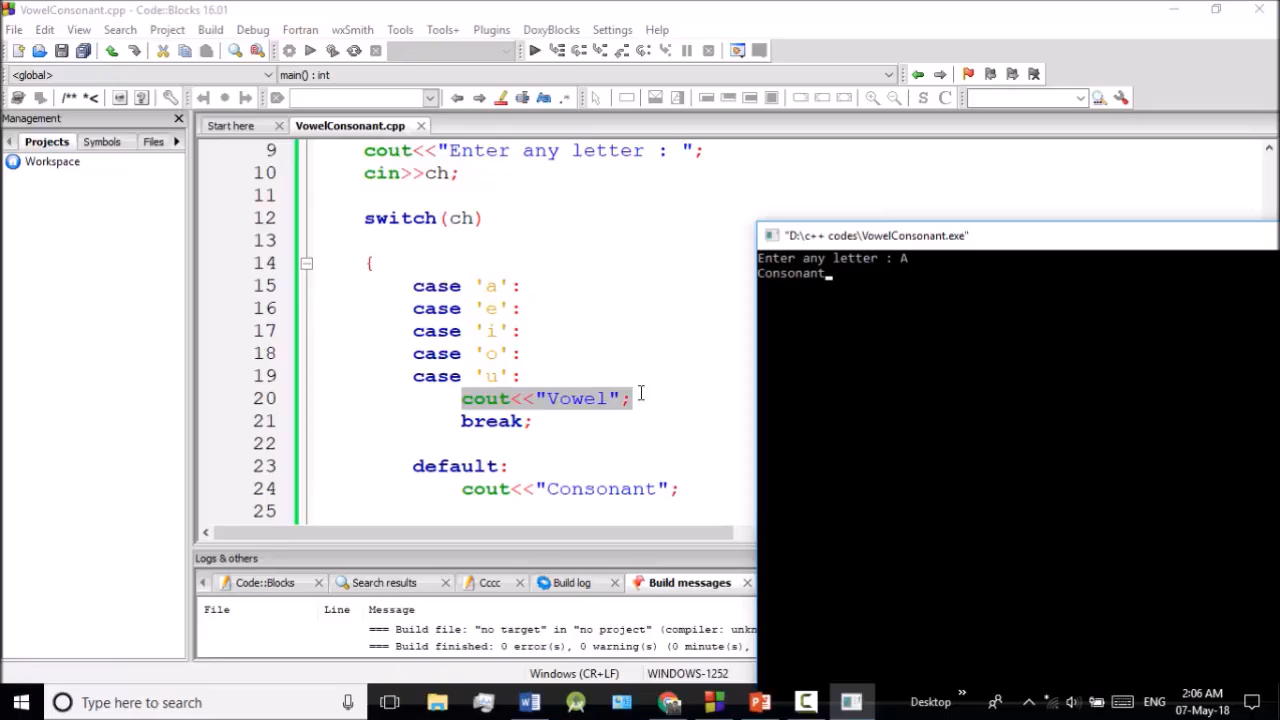 VowelConsonant.cpp - Code::Blocks 16.01
File Edit View Search Project Build Debug Fortran wxSmith Tools Tools+ Plugins DoxyBlocks Settings Help
<global> main() : int
/** *< .* S C
Management
Projects Symbols Files
Workspace
Start here VowelConsonant.cpp
9 cout<<"Enter any letter : ";
10 cin>>ch;
11
12 switch(ch)
13
14 {
15 case 'a':
16 case 'e':
17 case 'i':
18 case 'o':
19 case 'u':
20 cout<<"Vowel";
21 break;
22
23 default:
24 cout<<"Consonant";
25
"D:\c++ codes\VowelConsonant.exe"
Enter any letter : A
Consonant
Logs & others
Code::Blocks Search results Cccc Build log Build messages
File Line Message
=== Build file: "no target" in "no project" (compiler: unkn
=== Build finished: 0 error(s), 0 warning(s) (0 minute(s),
Windows (CR+LF) WINDOWS-1252
Type here to search
Desktop » ENG
2:06 AM
07-May-18